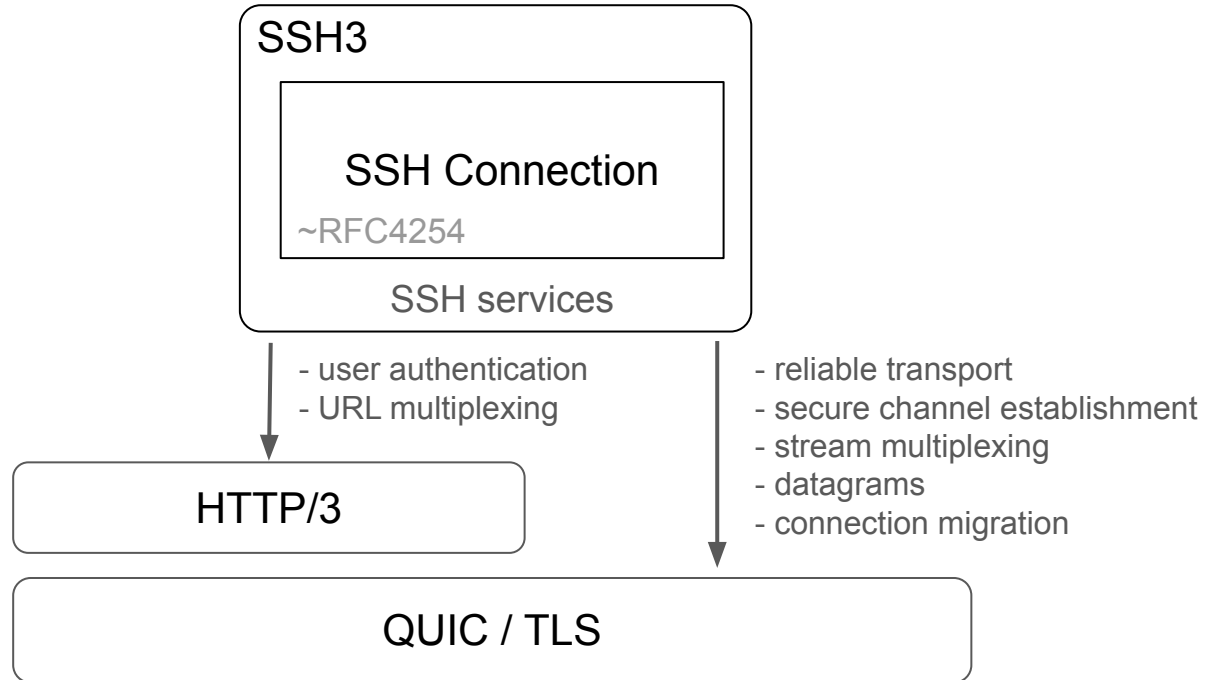 SSH3
SSH Connection
~RFC4254
SSH services
- user authentication
- URL multiplexing
- reliable transport
- secure channel establishment
- stream multiplexing
- datagrams
- connection migration
HTTP/3
QUIC / TLS